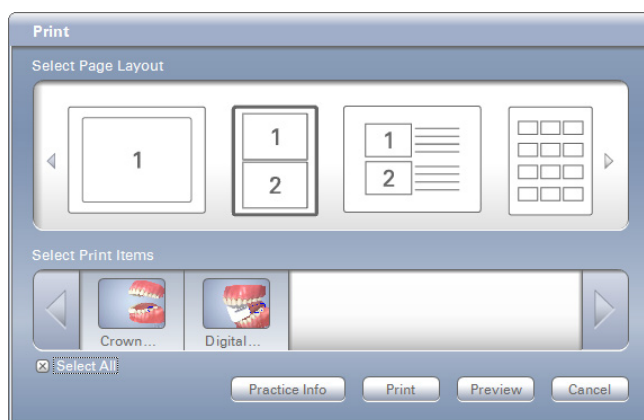 Print
Select Page Layout
1
1
2
1
2
Select Print Items
Crown...
Digital...
Select All
Practice Info
Print
Preview
Cancel